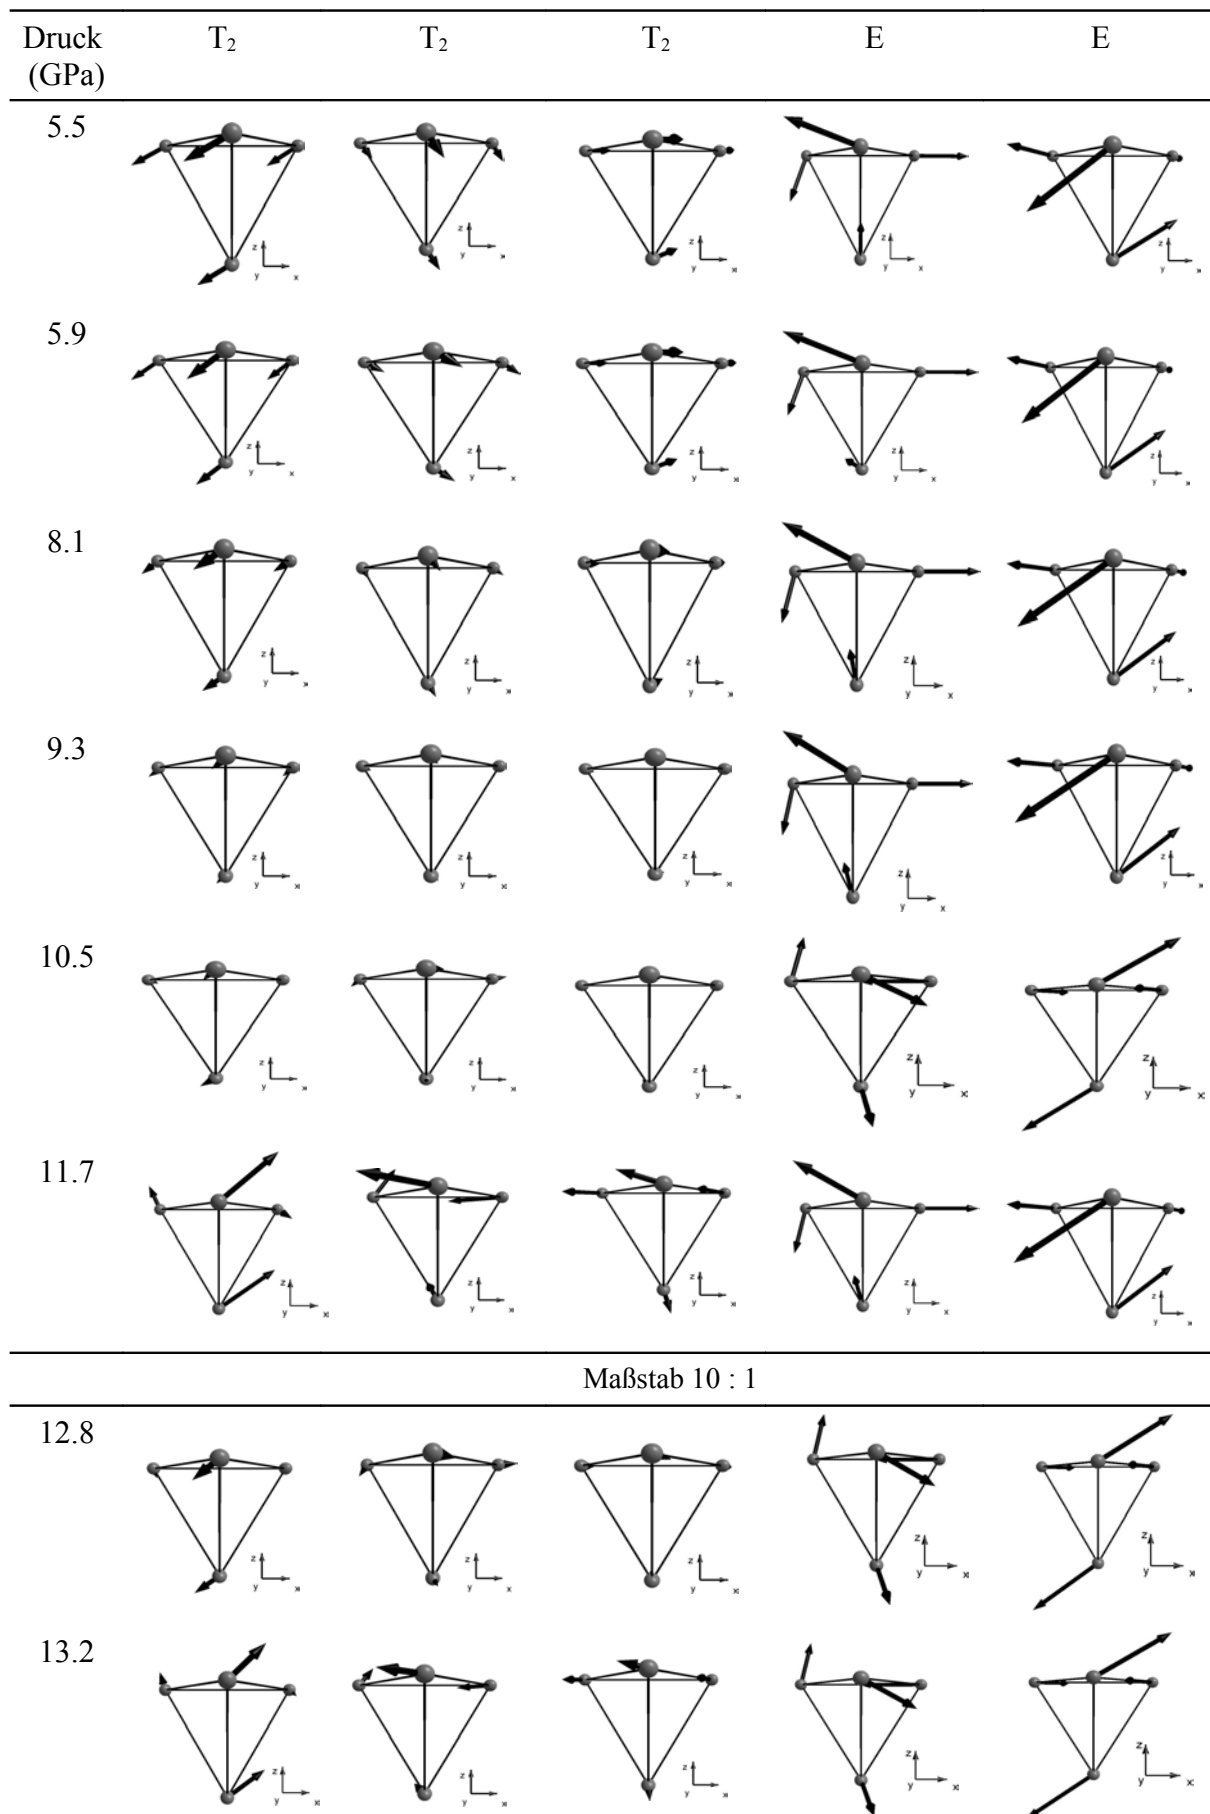 Druck T₂ T₂ T₂ E E
(GPa)
5.5
z y x z y x z y x z y x z y x
5.9
z y x z y x z y x z y x z y x
8.1
z y x z y x z y x z y x z y x
9.3
z y x z y x z y x z y x z y x
10.5
z y x z y x z y x z y x z y x
11.7
z y x z y x z y x z y x z y x
Maßstab 10 : 1
12.8
z y x z y x z y x z y x z y x
13.2
z y x z y x z y x z y x z y x